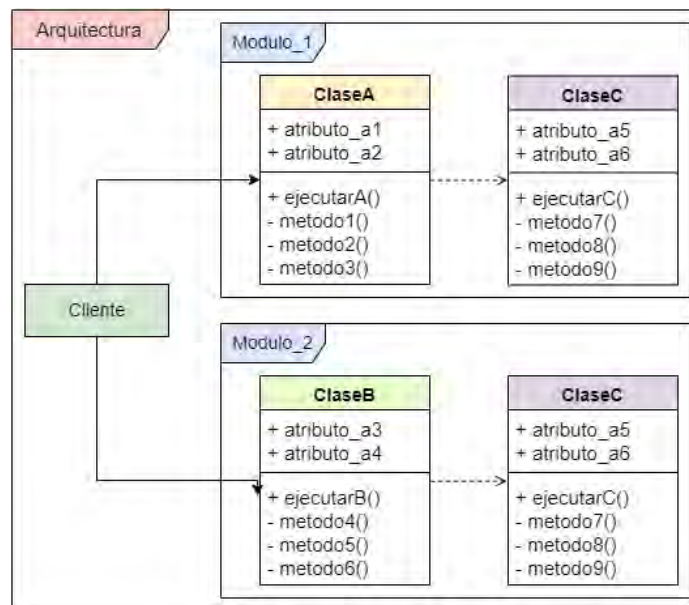 Arquitectura
Modulo_1
ClaseA
+ atributo_a1
+ atributo_a2
+ ejecutarA()
- metodo1()
- metodo2()
- metodo3()
ClaseC
+ atributo_a5
+ atributo_a6
+ ejecutarC()
- metodo7()
- metodo8()
- metodo9()
Cliente
Modulo_2
ClaseB
+ atributo_a3
+ atributo_a4
+ ejecutarB()
- metodo4()
- metodo5()
- metodo6()
ClaseC
+ atributo_a5
+ atributo_a6
+ ejecutarC()
- metodo7()
- metodo8()
- metodo9()